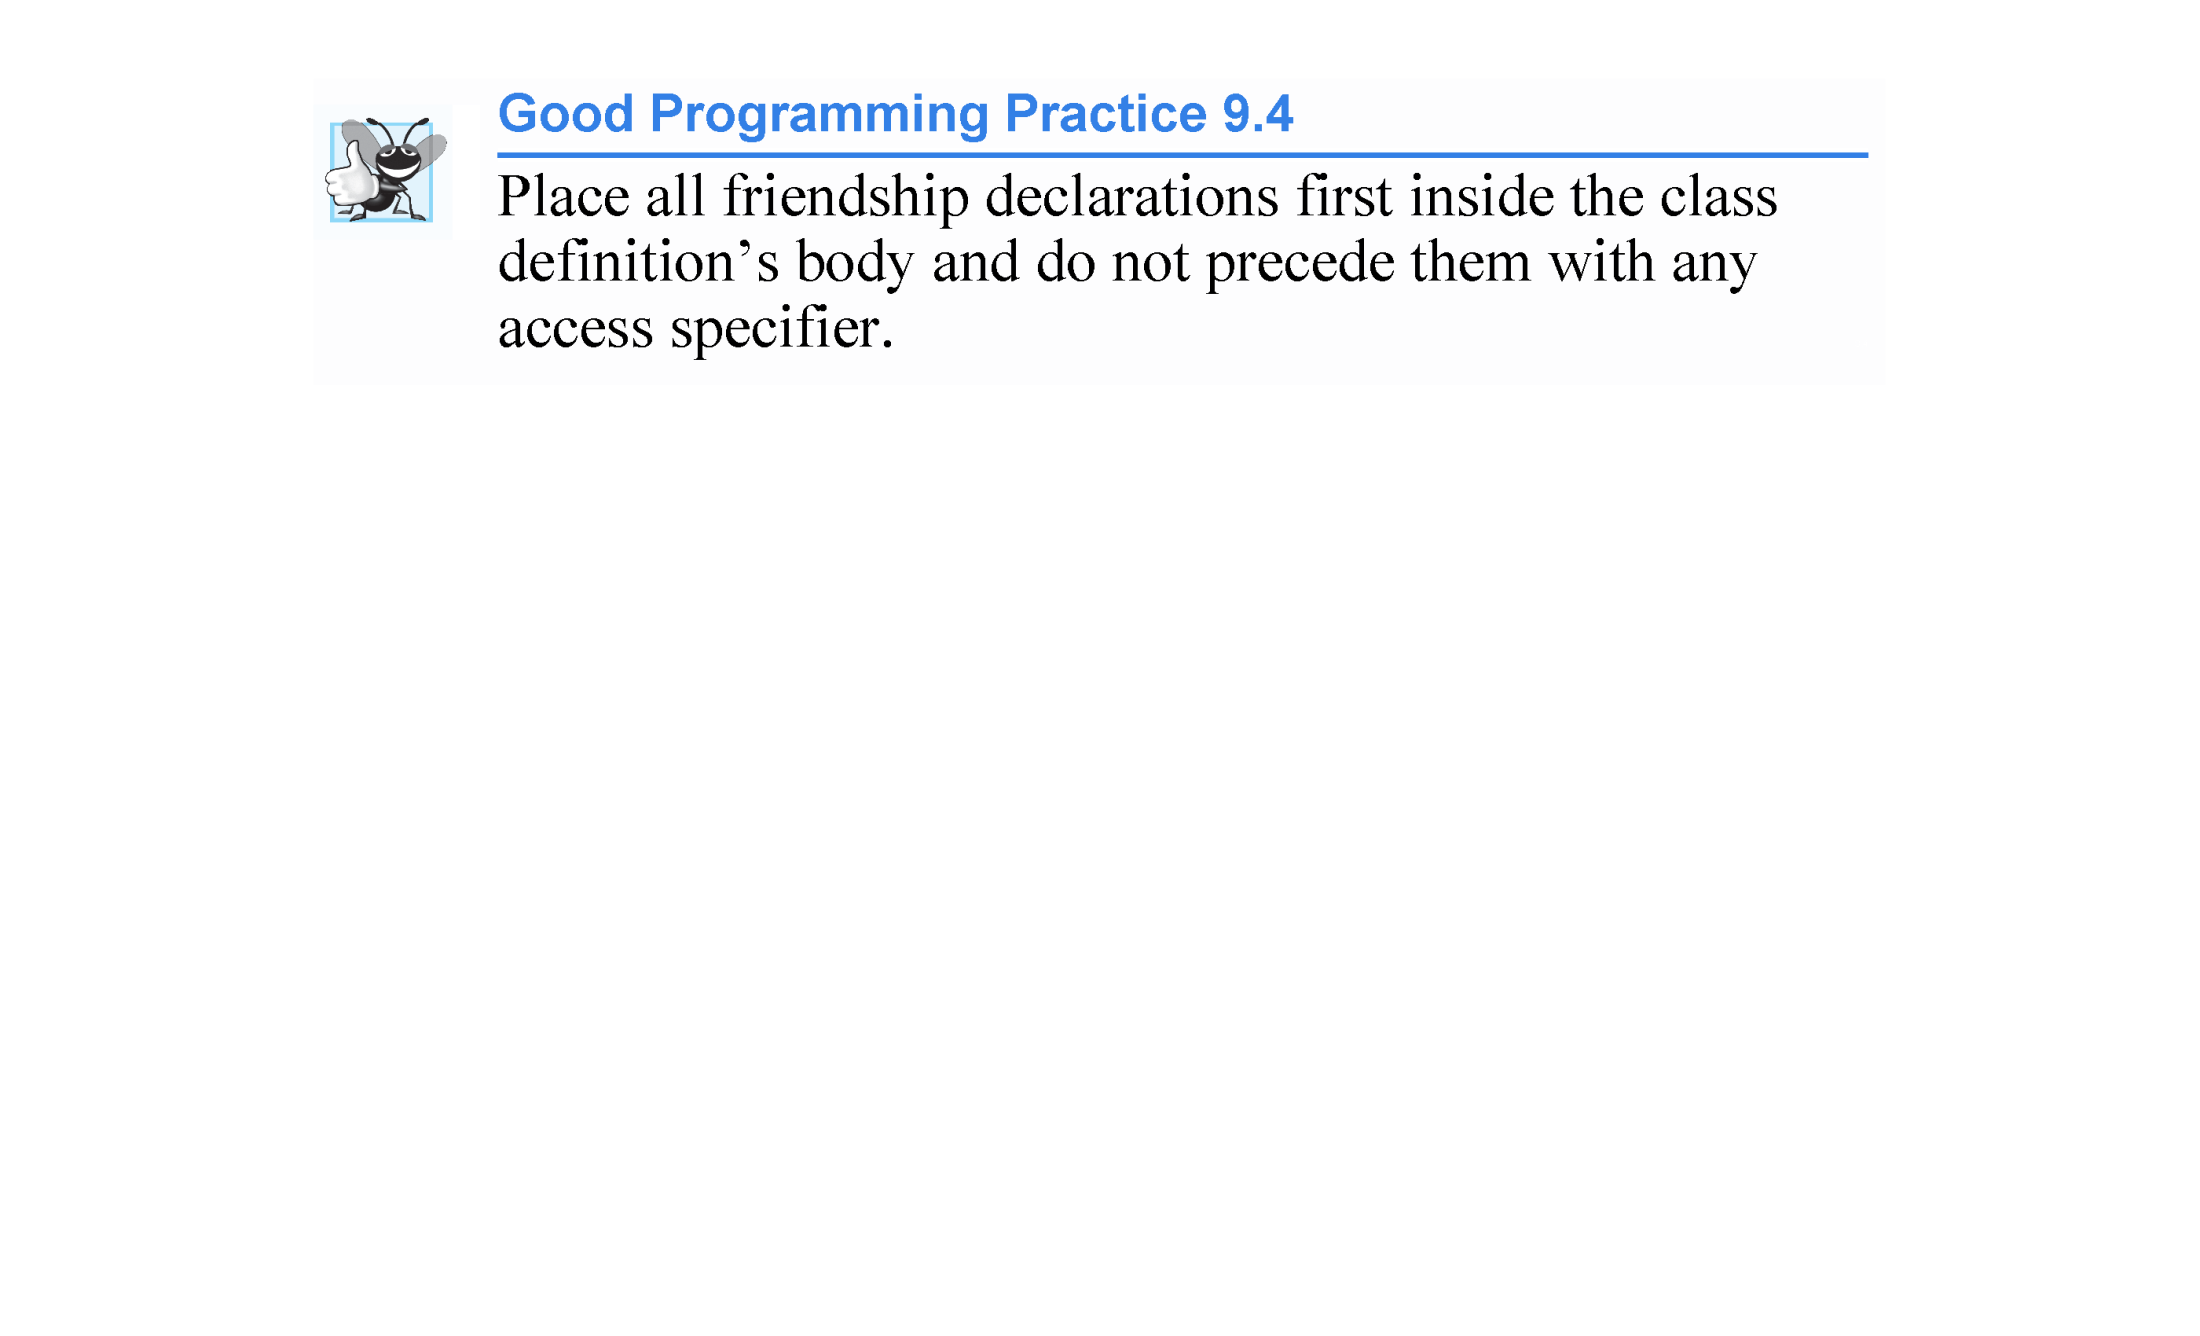 Good Programming Practice 9.4
Place all friendship declarations first inside the class
definition’s body and do not precede them with any
access specifier.